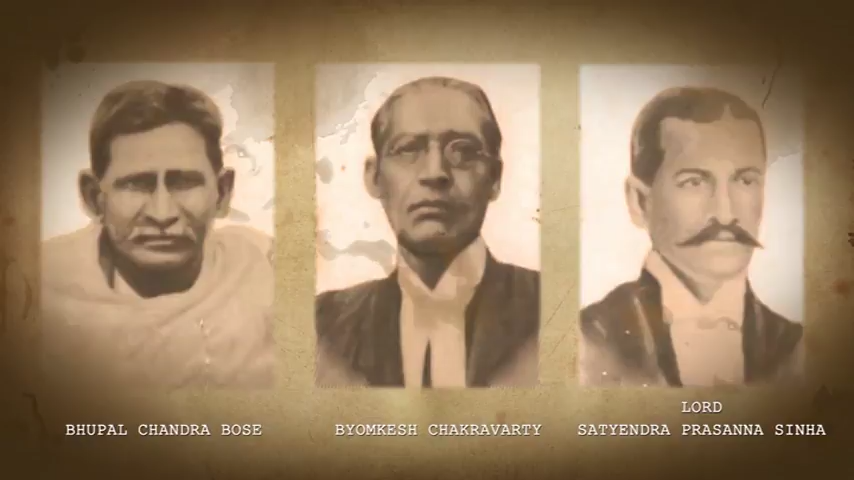 BHUPAL CHANDRA BOSE
BYOMKESH CHAKRAVARTY
LORD
SATYENDRA PRASANNA SINHA